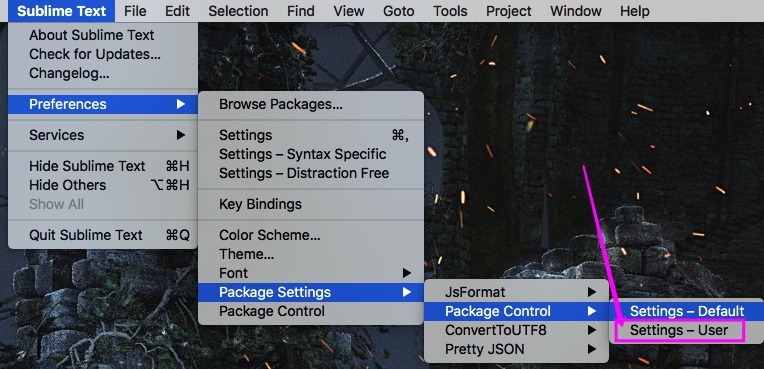 Sublime Text File Edit Selection Find View Goto Tools Project Window Help
About Sublime Text
Check for Updates...
Changelog...
Preferences
Services
Hide Sublime Text ⌘H
Hide Others ⌥⌘H
Show All
Quit Sublime Text ⌘Q
Browse Packages...
Settings ⌘,
Settings – Syntax Specific
Settings – Distraction Free
Key Bindings
Color Scheme...
Theme...
Font
Package Settings
Package Control
JsFormat
Package Control
ConvertToUTF8
Pretty JSON
Settings – Default
Settings – User